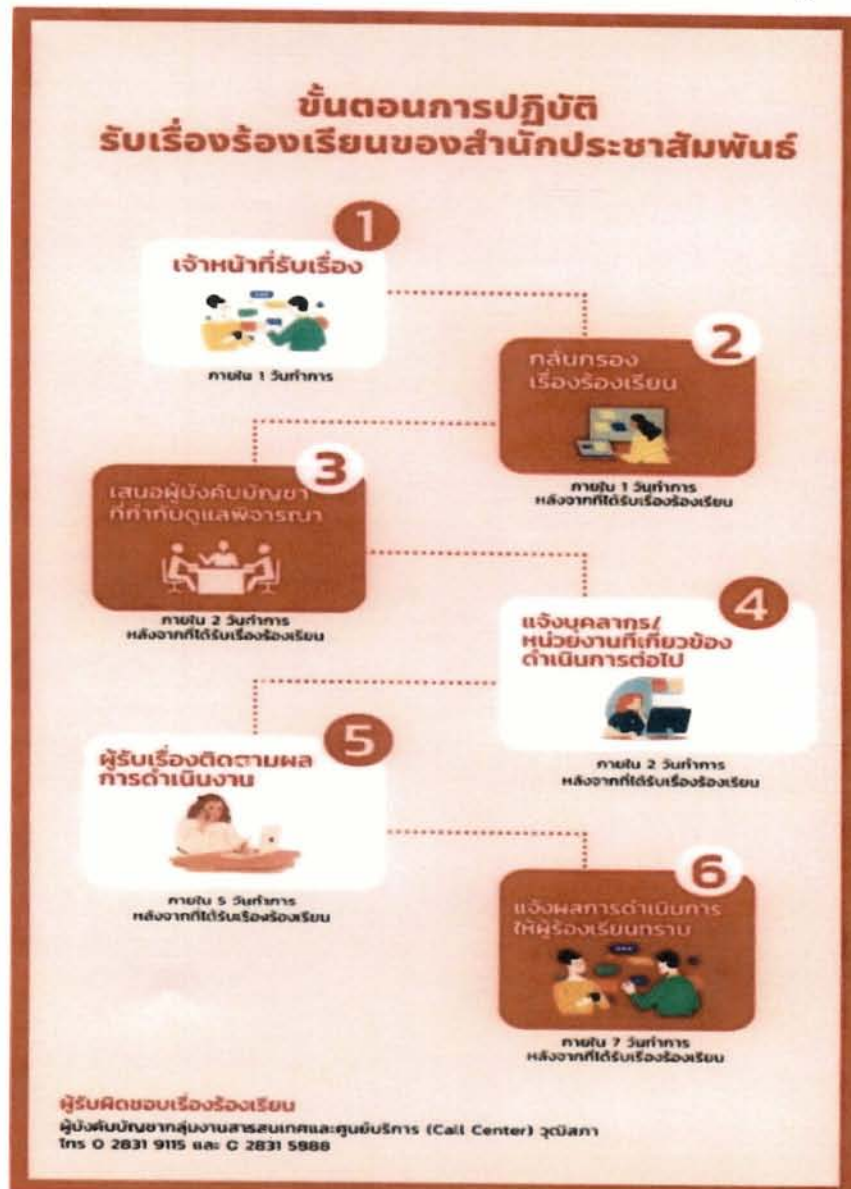 ขั้นตอนการปฏิบัติ
รับเรื่องร้องเรียนของสำนักประชาสัมพันธ์
1
เจ้าหน้าที่รับเรื่อง
ภายใน 1 วันทำการ
2
กลั่นกรอง
เรื่องร้องเรียน
ภายใน 1 วันทำการ
หลังจากที่ได้รับเรื่องร้องเรียน
3
เสนอผู้บังคับบัญชา
ที่กำกับดูแลพิจารณา
ภายใน 2 วันทำการ
หลังจากที่ได้รับเรื่องร้องเรียน
4
แจ้งบุคลากร/
หน่วยงานที่เกี่ยวข้อง
ดำเนินการต่อไป
ภายใน 2 วันทำการ
หลังจากที่ได้รับเรื่องร้องเรียน
5
ผู้รับเรื่องติดตามผล
การดำเนินงาน
ภายใน 5 วันทำการ
หลังจากที่ได้รับเรื่องร้องเรียน
6
แจ้งผลการดำเนินการ
ให้ผู้ร้องเรียนทราบ
ภายใน 7 วันทำการ
หลังจากที่ได้รับเรื่องร้องเรียน
ผู้รับผิดชอบเรื่องร้องเรียน
ผู้บังคับบัญชากลุ่มงานสารสนเทศและศูนย์บริการ (Call Center) วุฒิสภา
โทร 0 2831 9115 และ 0 2831 5988